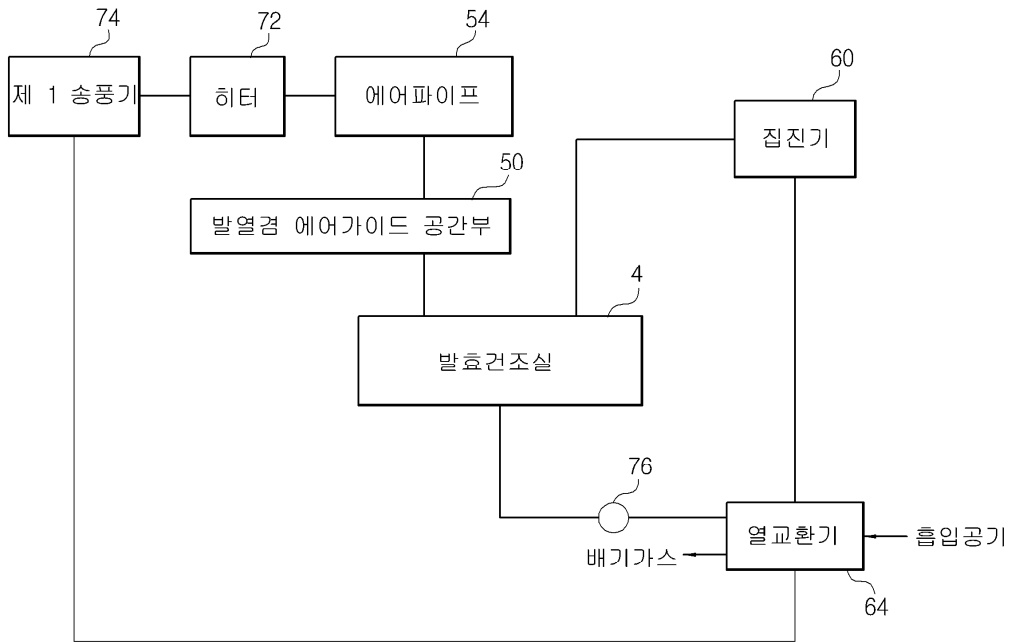 74
72
54
제 1 송풍기
히터
에어파이프
60
집진기
50
발열겸 에어가이드 공간부
4
발효건조실
76
열교환기
흡입공기
배기가스
64